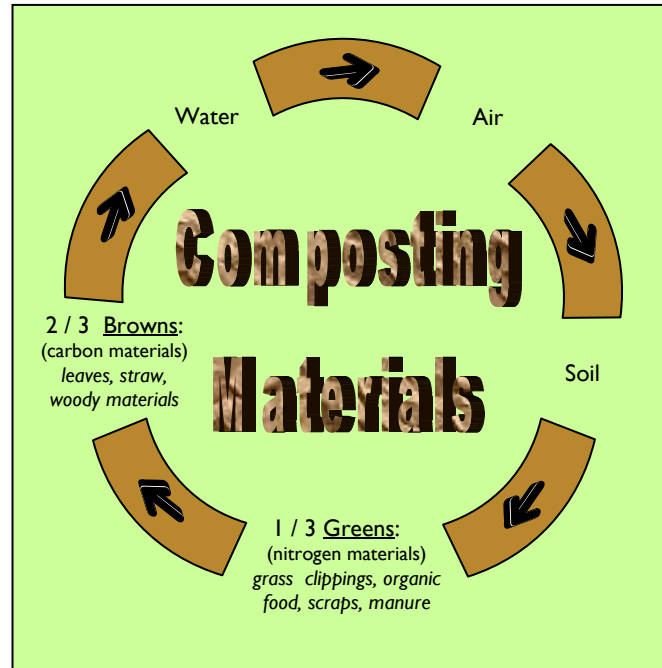 Water
Air
Composting
Materials
2 / 3 Browns:
(carbon materials)
leaves, straw,
woody materials
Soil
1 / 3 Greens:
(nitrogen materials)
grass clippings, organic
food, scraps, manure